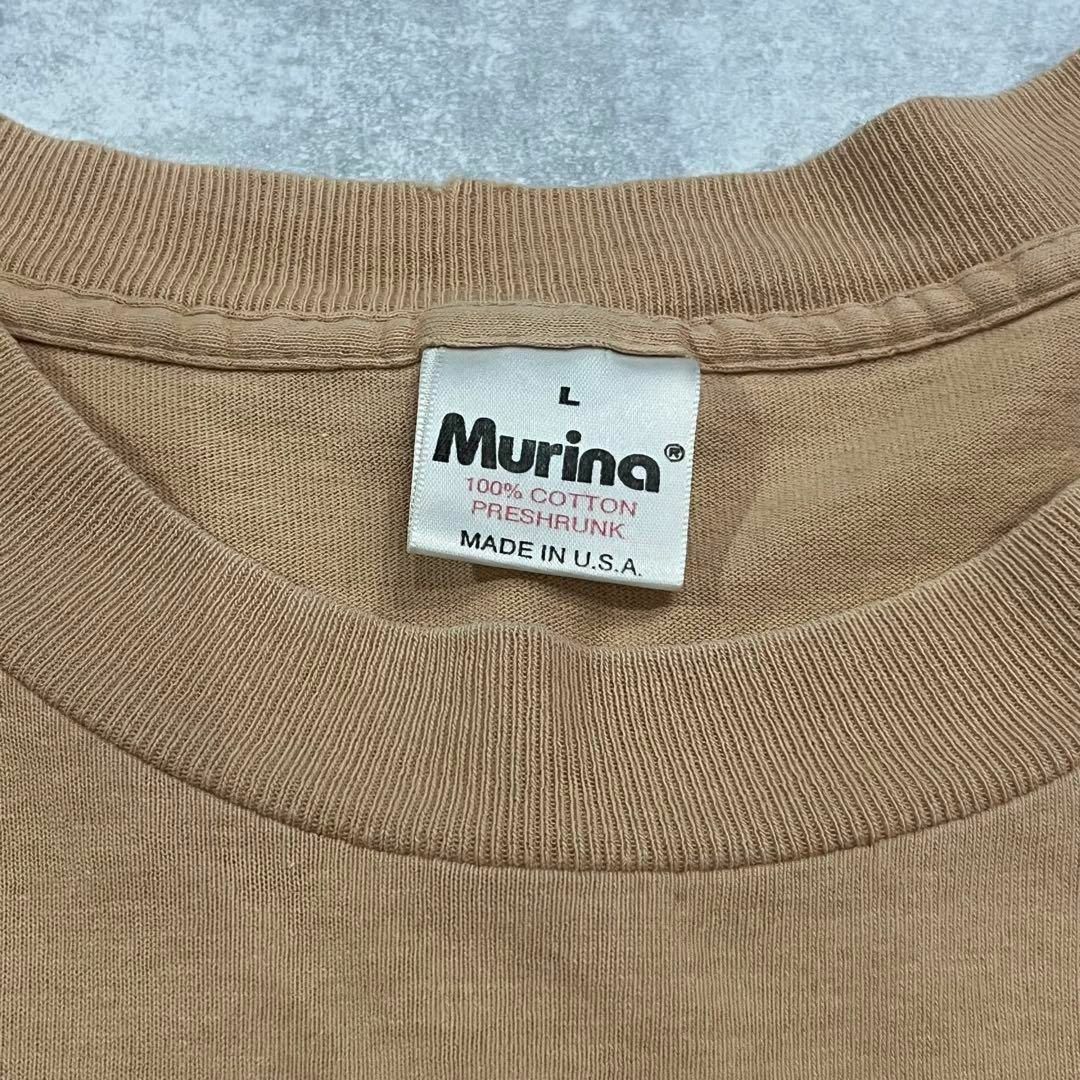 L
Murina®
100% COTTON
PRESHRUNK
MADE IN U.S.A.